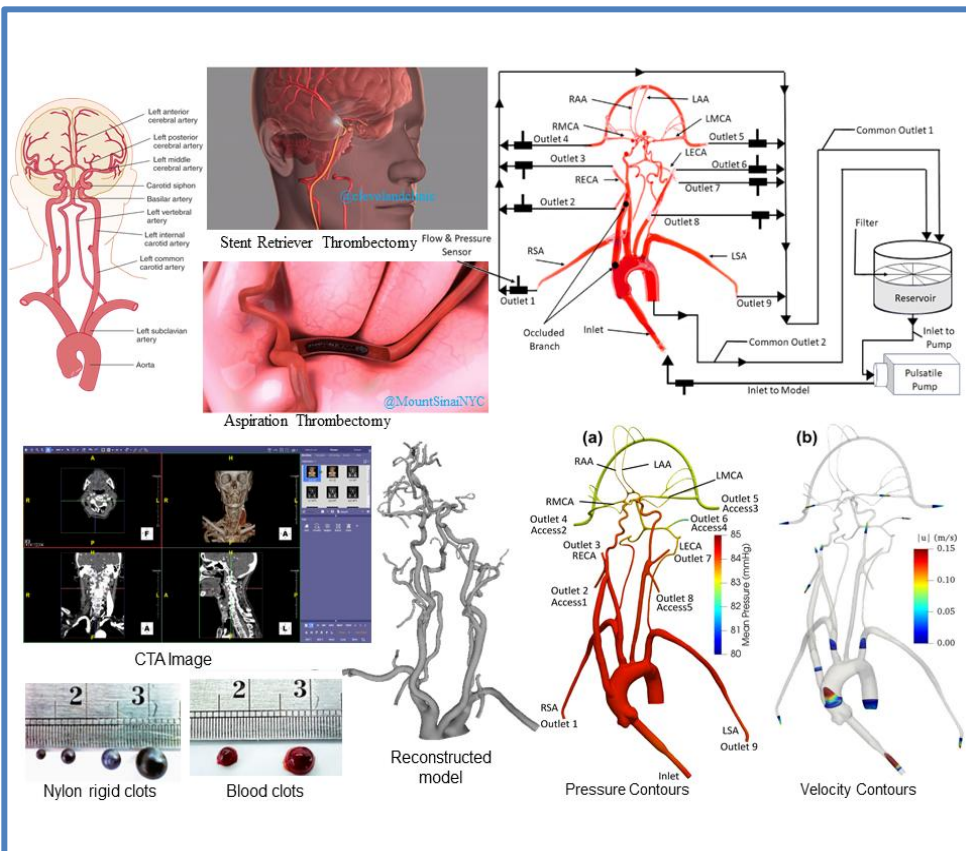 Left anterior
cerebral artery
Left posterior
cerebral artery
Left middle
cerebral artery
Carotid siphon
Basilar artery
Left vertebral
artery
Left internal
carotid artery
Left common
carotid artery
Left subclavian
artery
Aorta
@clevelandclinic
Stent Retriever Thrombectomy
@MountSinaiNYC
Aspiration Thrombectomy
RAA
LAA
RMCA
LMCA
Outlet 4
Outlet 5
Outlet 3
LECA
Outlet 6
RECA
Outlet 7
Outlet 2
Outlet 8
Flow & Pressure
Sensor
RSA
LSA
Outlet 1
Outlet 9
Occluded
Branch
Inlet
Common Outlet 1
Common Outlet 2
Filter
Reservoir
Inlet to
Pump
Pulsatile
Pump
Inlet to Model
A
H
R
L
F
A
P
F
H
H
R
L
A
P
A
F
L
CTA Image
2 3
Nylon rigid clots
2 3
Blood clots
Reconstructed
model
(a)
RAA
LAA
LMCA
RMCA
Outlet 5
Access3
Outlet 4
Access2
Outlet 6
Access4
Outlet 3
RECA
LECA
Outlet 7
Outlet 2
Access1
Outlet 8
Access5
85
84
83
82
81
80
Mean Pressure (mmHg)
RSA
Outlet 1
LSA
Outlet 9
Inlet
Pressure Contours
(b)
|u| (m/s)
0.15
0.10
0.05
0.00
Velocity Contours